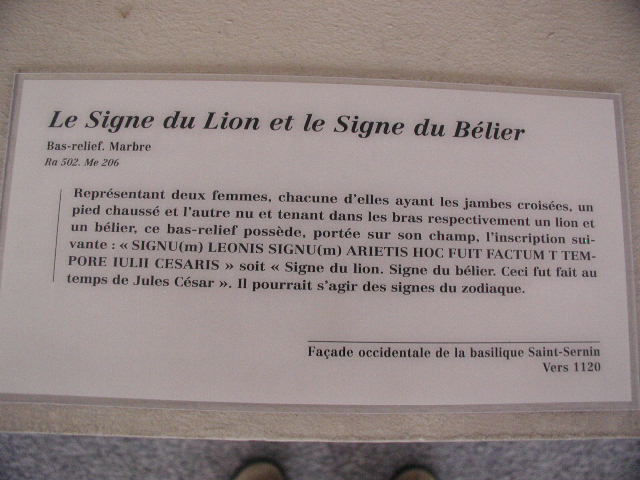 Le Signe du Lion et le Signe du Bélier
Bas-relief. Marbre
Ra 502. Me 206
Représentant deux femmes, chacune d'elles ayant les jambes croisées, un
pied chaussé et l'autre nu et tenant dans les bras respectivement un lion et
un bélier, ce bas-relief possède, portée sur son champ, l'inscription sui-
vante : « SIGNU(m) LEONIS SIGNU(m) ARIETIS HOC FUIT FACTUM T TEM-
PORE IULII CESARIS » soit « Signe du lion. Signe du bélier. Ceci fut fait au
temps de Jules César ». Il pourrait s'agir des signes du zodiaque.
Façade occidentale de la basilique Saint-Sernin
Vers 1120